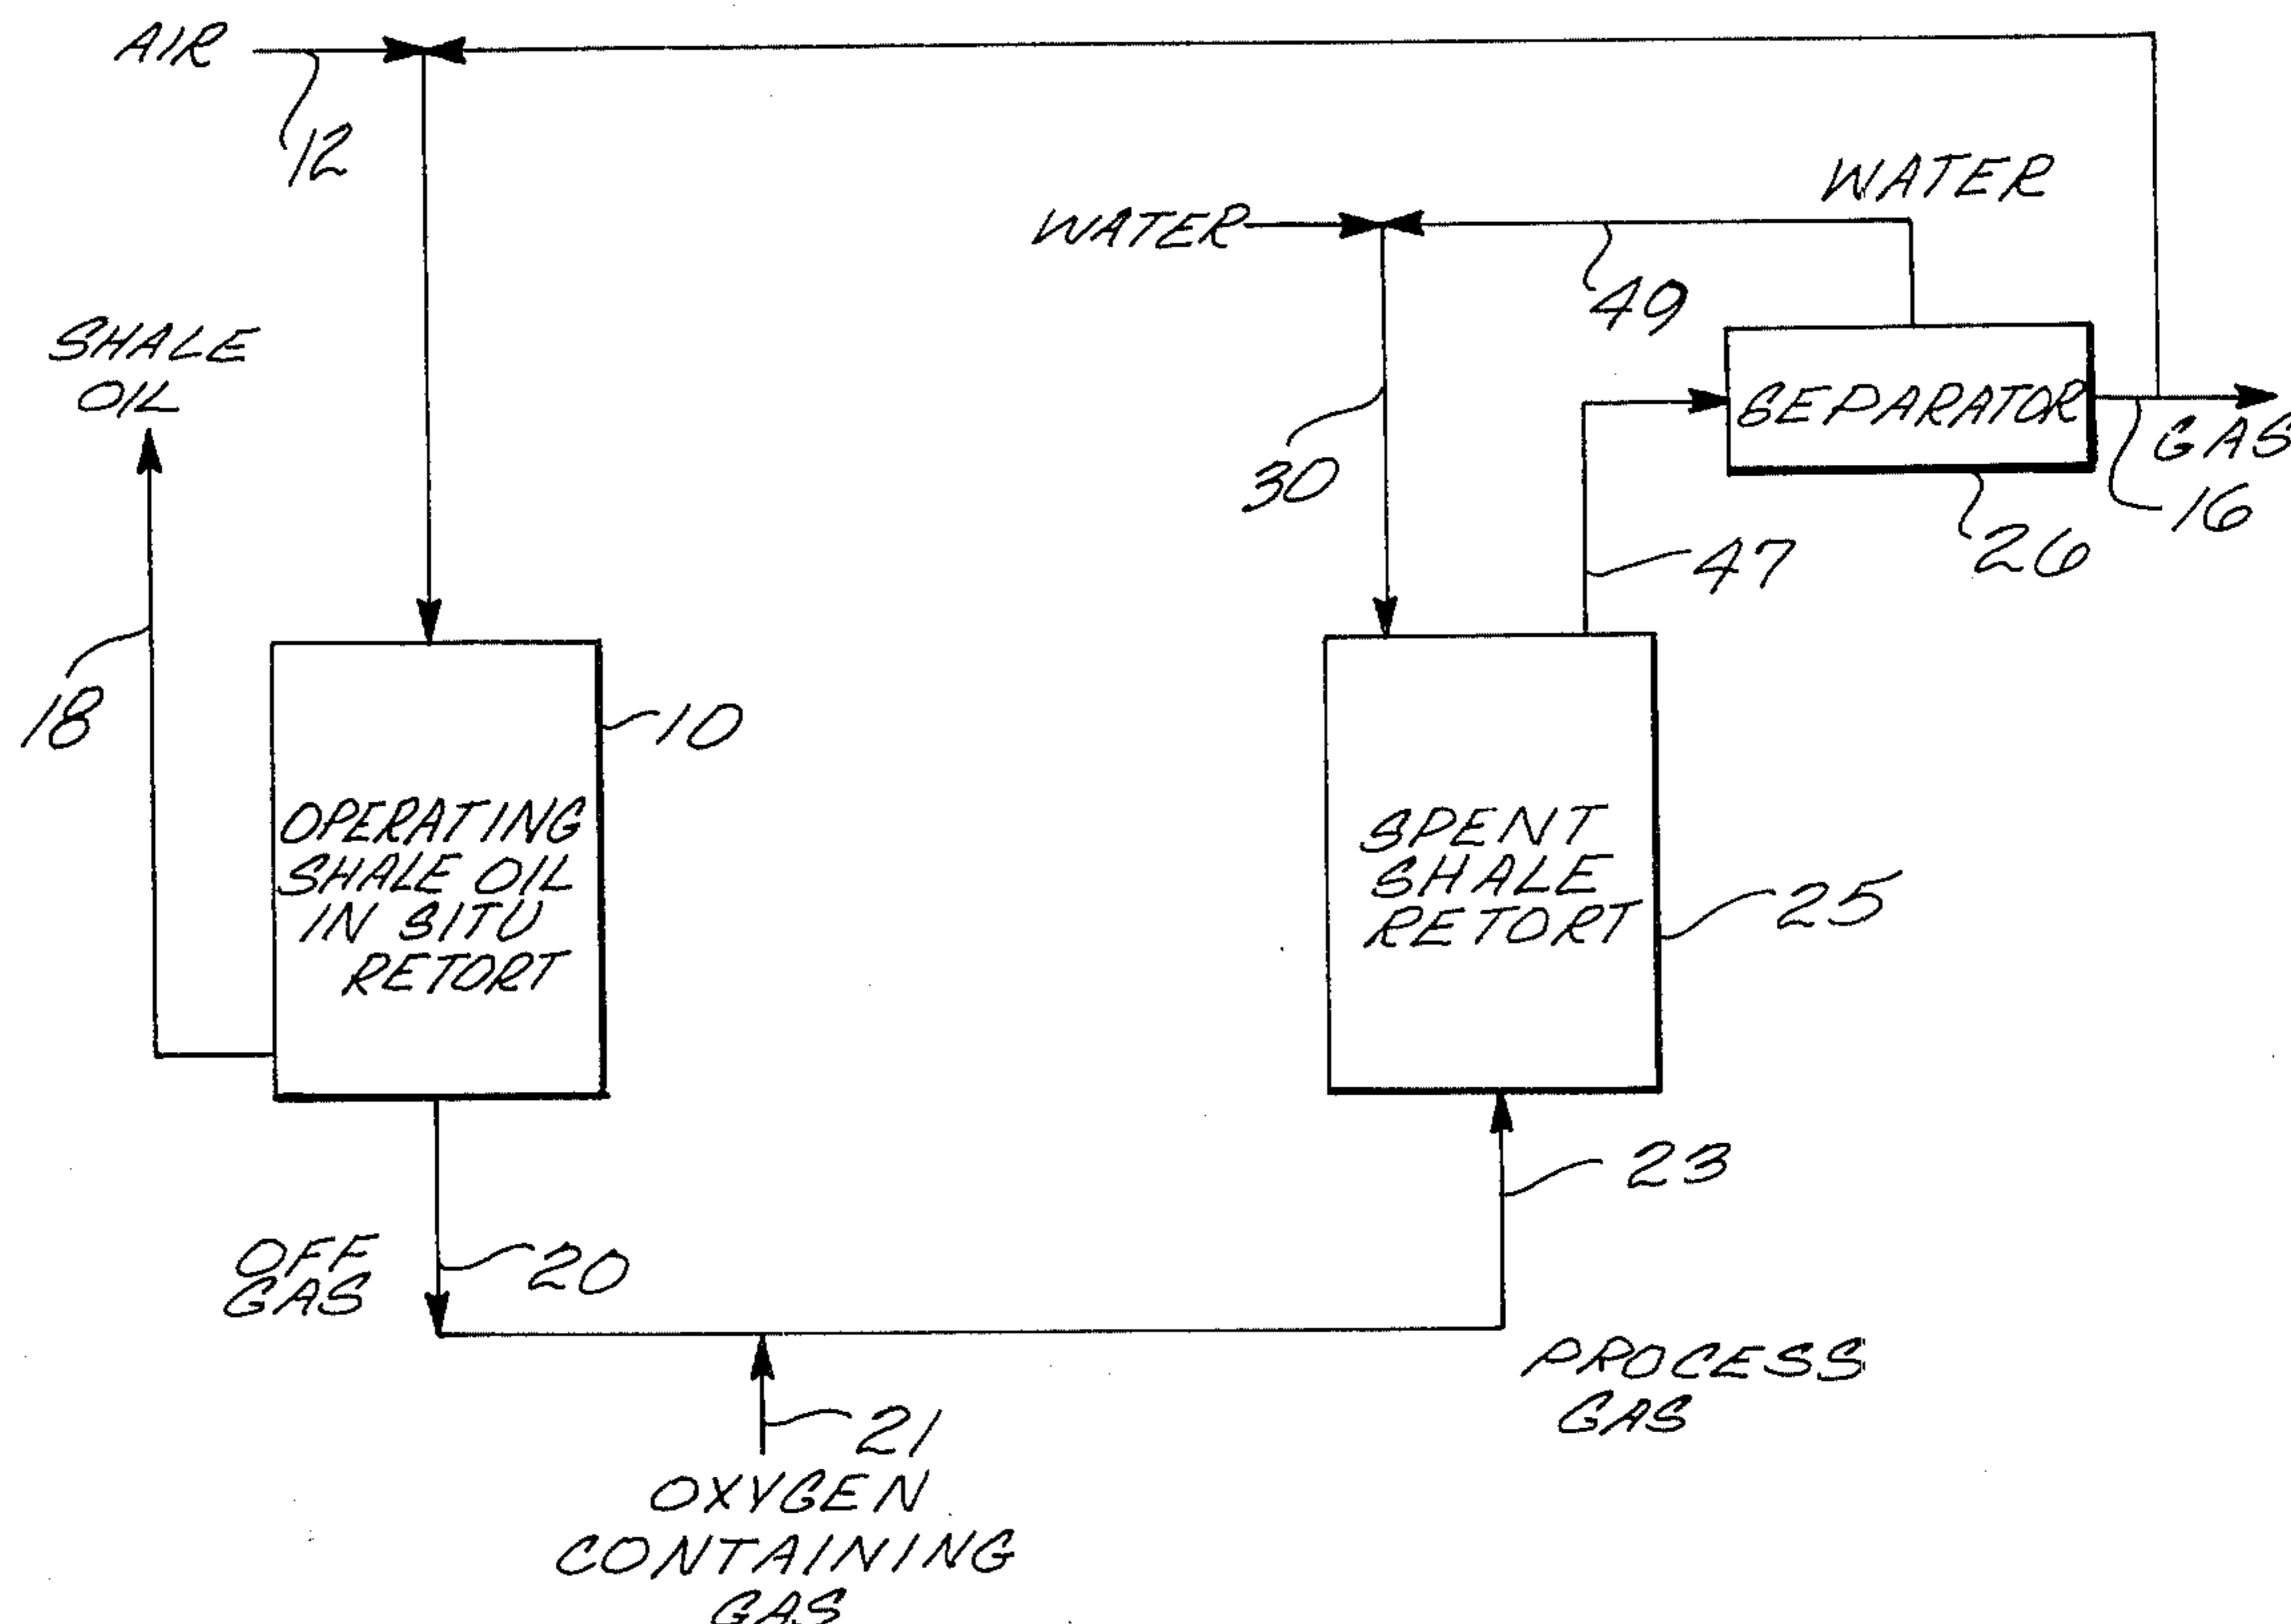 AIR
12
WATER
WATER
49
SHALE
OIL
SEPARATOR
GAS
16
26
30
47
18
10
OPERATING
SHALE OIL
IN SITU
RETORT
SPENT
SHALE
RETORT
25
23
OFF
GAS
20
PROCESS
GAS
21
OXYGEN
CONTAINING
GAS